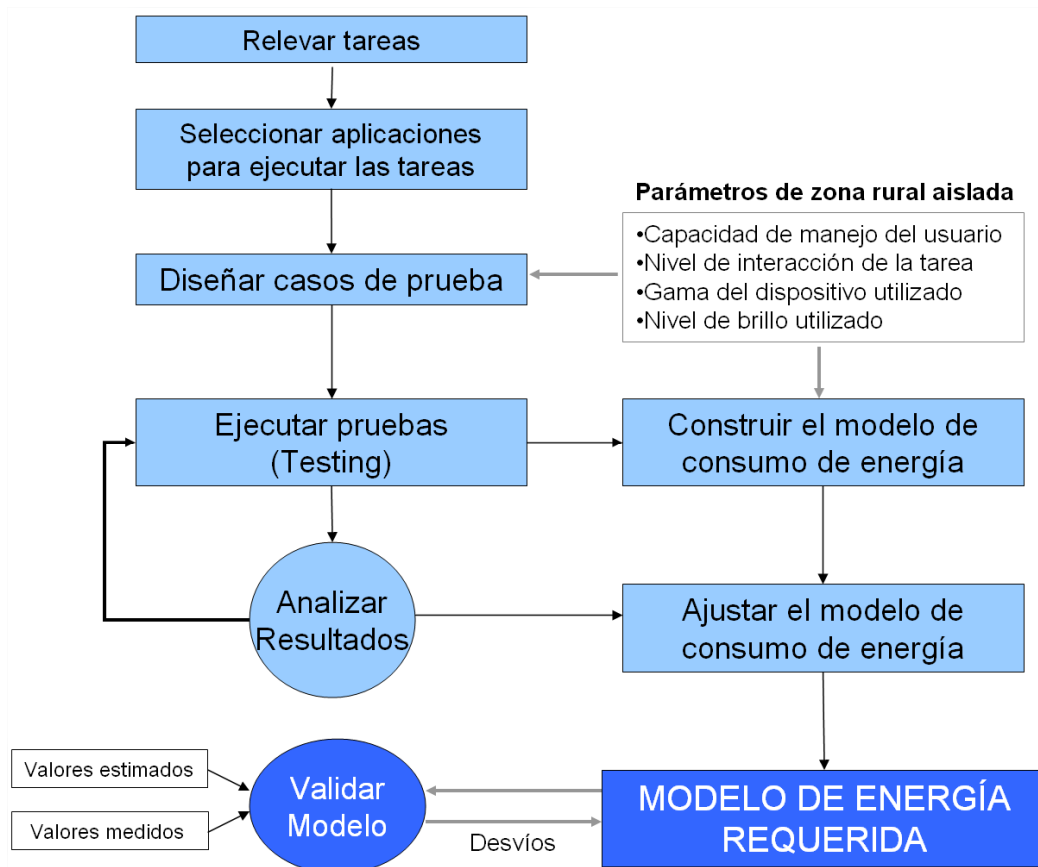 Relevar tareas
Seleccionar aplicaciones
para ejecutar las tareas
Parámetros de zona rural aislada
•Capacidad de manejo del usuario
•Nivel de interacción de la tarea
•Gama del dispositivo utilizado
•Nivel de brillo utilizado
Diseñar casos de prueba
Ejecutar pruebas
(Testing)
Construir el modelo de
consumo de energía
Analizar
Resultados
Ajustar el modelo de
consumo de energía
Valores estimados
Valores medidos
Validar
Modelo
Desvíos
MODELO DE ENERGÍA
REQUERIDA